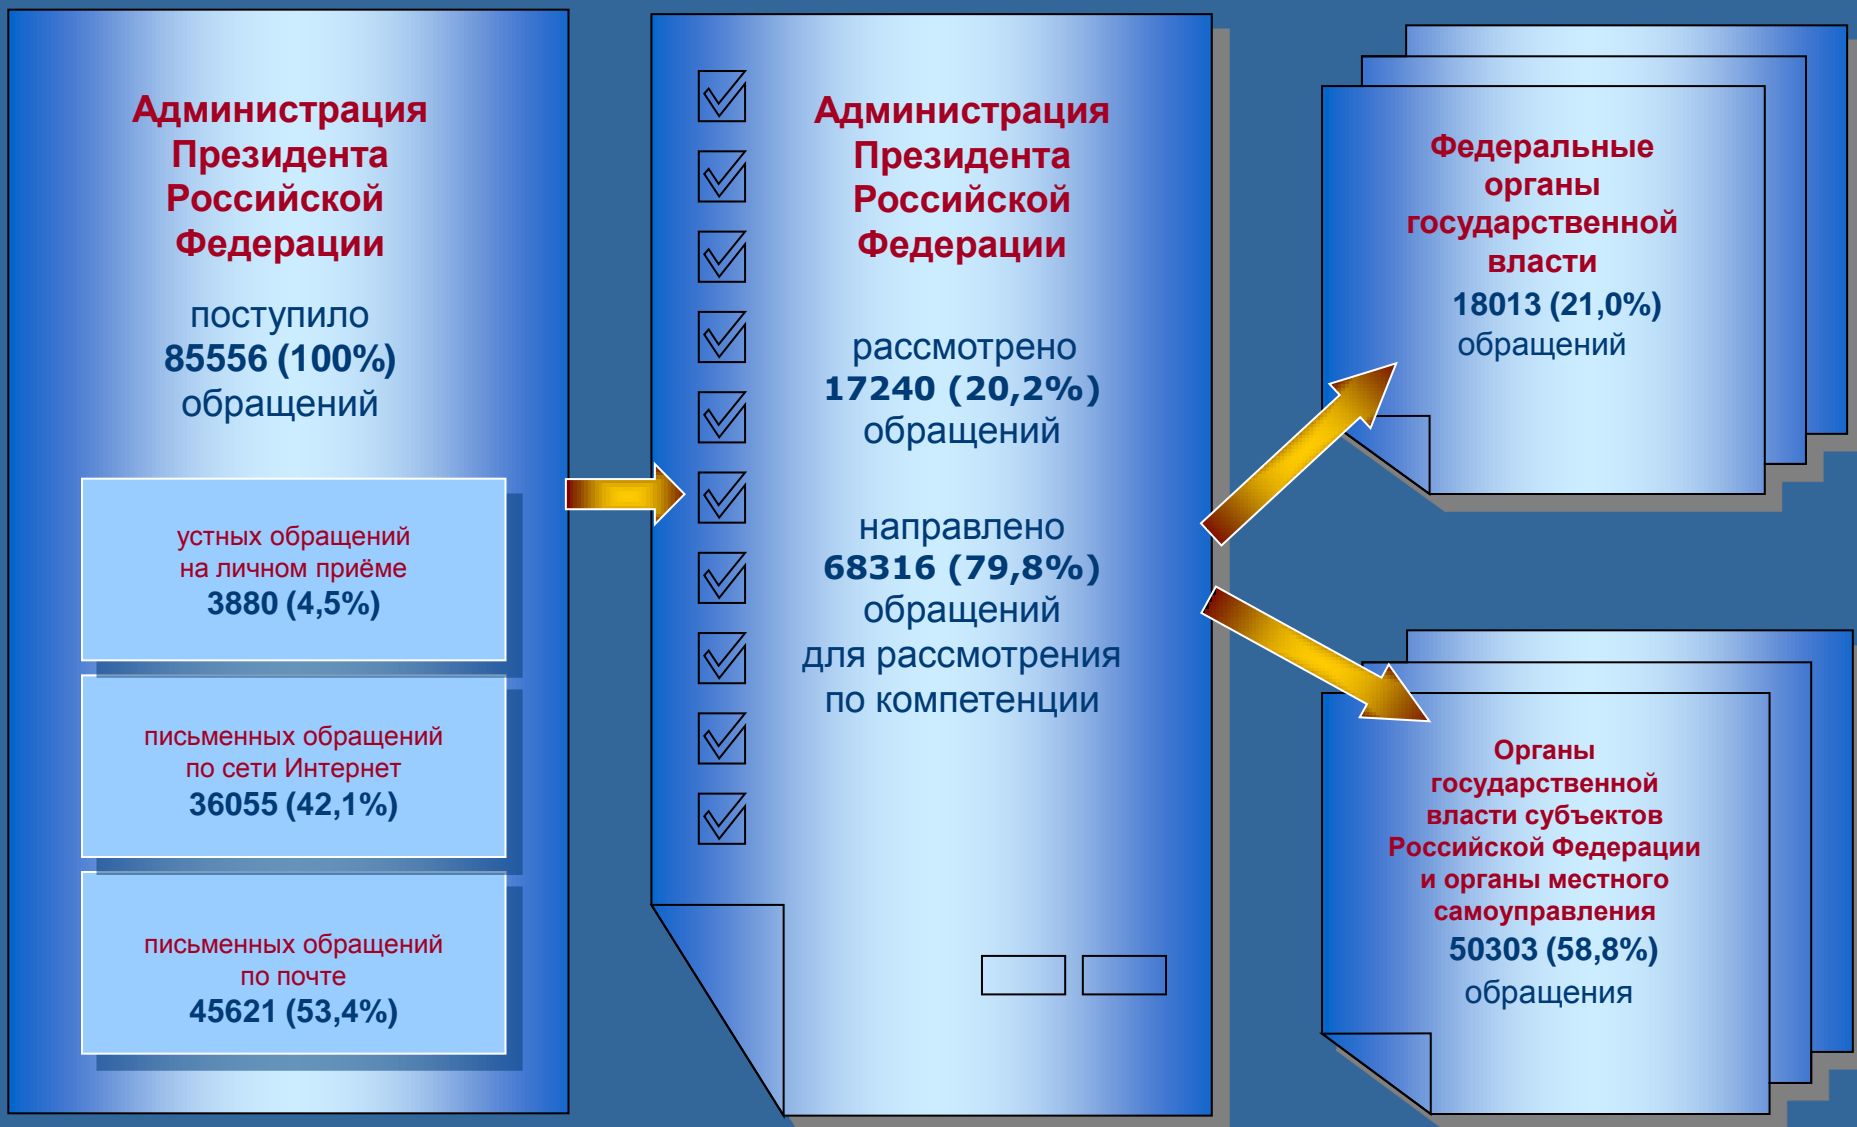 Администрация
Президента
Российской
Федерации
поступило
85556 (100%)
обращений
устных обращений
на личном приёме
3880 (4,5%)
письменных обращений
по сети Интернет
36055 (42,1%)
письменных обращений
по почте
45621 (53,4%)
Администрация
Президента
Российской
Федерации
рассмотрено
17240 (20,2%)
обращений
направлено
68316 (79,8%)
обращений
для рассмотрения
по компетенции
Федеральные
органы
государственной
власти
18013 (21,0%)
обращений
Органы
государственной
власти субъектов
Российской Федерации
и органы местного
самоуправления
50303 (58,8%)
обращения